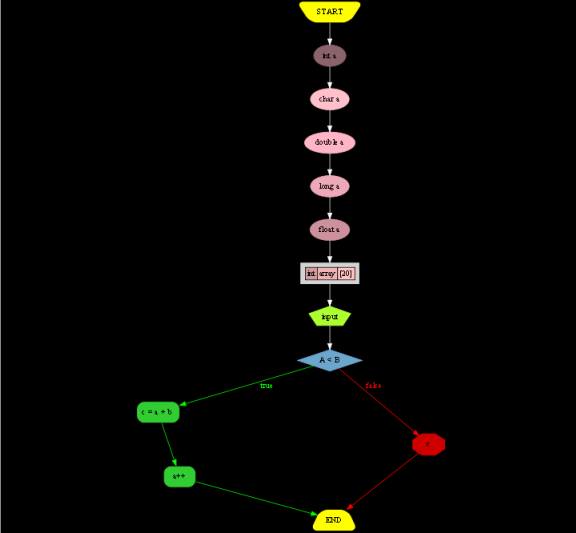 START
int a
char a
double a
long a
float a
int array [20]
input
A < B
true
false
c = a + b
a++
END